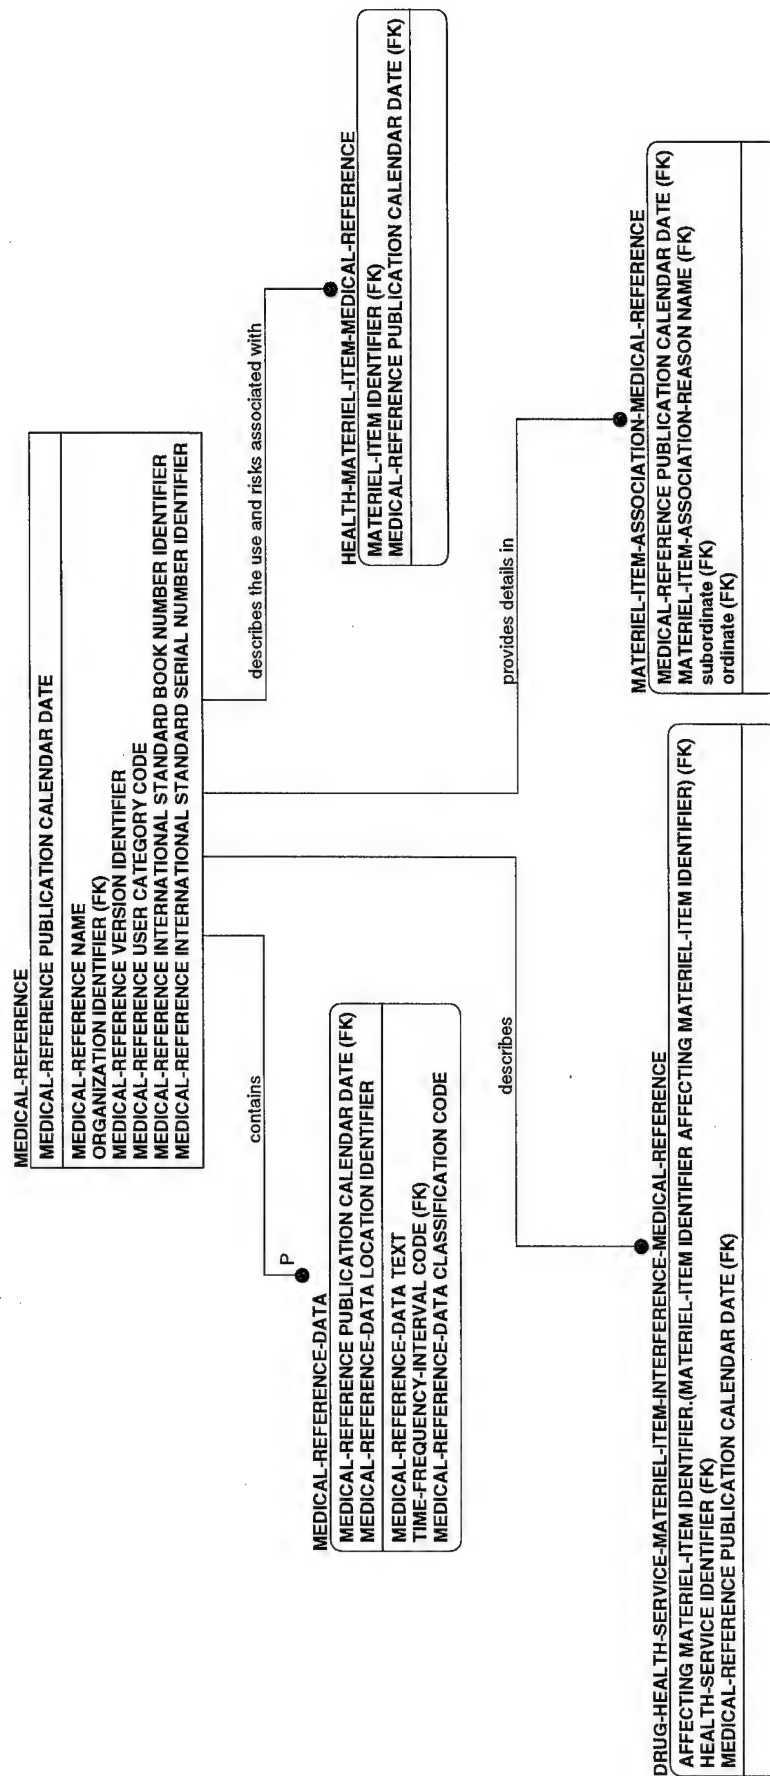 MEDICAL-REFERENCE
MEDICAL-REFERENCE PUBLICATION CALENDAR DATE
MEDICAL-REFERENCE NAME
ORGANIZATION IDENTIFIER (FK)
MEDICAL-REFERENCE VERSION IDENTIFIER
MEDICAL-REFERENCE USER CATEGORY CODE
MEDICAL-REFERENCE INTERNATIONAL STANDARD BOOK NUMBER IDENTIFIER
MEDICAL-REFERENCE INTERNATIONAL STANDARD SERIAL NUMBER IDENTIFIER
contains
P
describes the use and risks associated with
MEDICAL-REFERENCE-DATA
MEDICAL-REFERENCE PUBLICATION CALENDAR DATE (FK)
MEDICAL-REFERENCE-DATA LOCATION IDENTIFIER
MEDICAL-REFERENCE-DATA TEXT
TIME-FREQUENCY-INTERVAL CODE (FK)
MEDICAL-REFERENCE-DATA CLASSIFICATION CODE
HEALTH-MATERIEL-ITEM-MEDICAL-REFERENCE
MATERIEL-ITEM IDENTIFIER (FK)
MEDICAL-REFERENCE PUBLICATION CALENDAR DATE (FK)
describes
provides details in
DRUG-HEALTH-SERVICE-MATERIEL-ITEM-INTERFERENCE-MEDICAL-REFERENCE
AFFECTING MATERIEL-ITEM IDENTIFIER.(MATERIEL-ITEM IDENTIFIER AFFECTING MATERIEL-ITEM IDENTIFIER) (FK)
HEALTH-SERVICE IDENTIFIER (FK)
MEDICAL-REFERENCE PUBLICATION CALENDAR DATE (FK)
MATERIEL-ITEM-ASSOCIATION-MEDICAL-REFERENCE
MEDICAL-REFERENCE PUBLICATION CALENDAR DATE (FK)
MATERIEL-ITEM-ASSOCIATION-REASON NAME (FK)
subordinate (FK)
ordinate (FK)